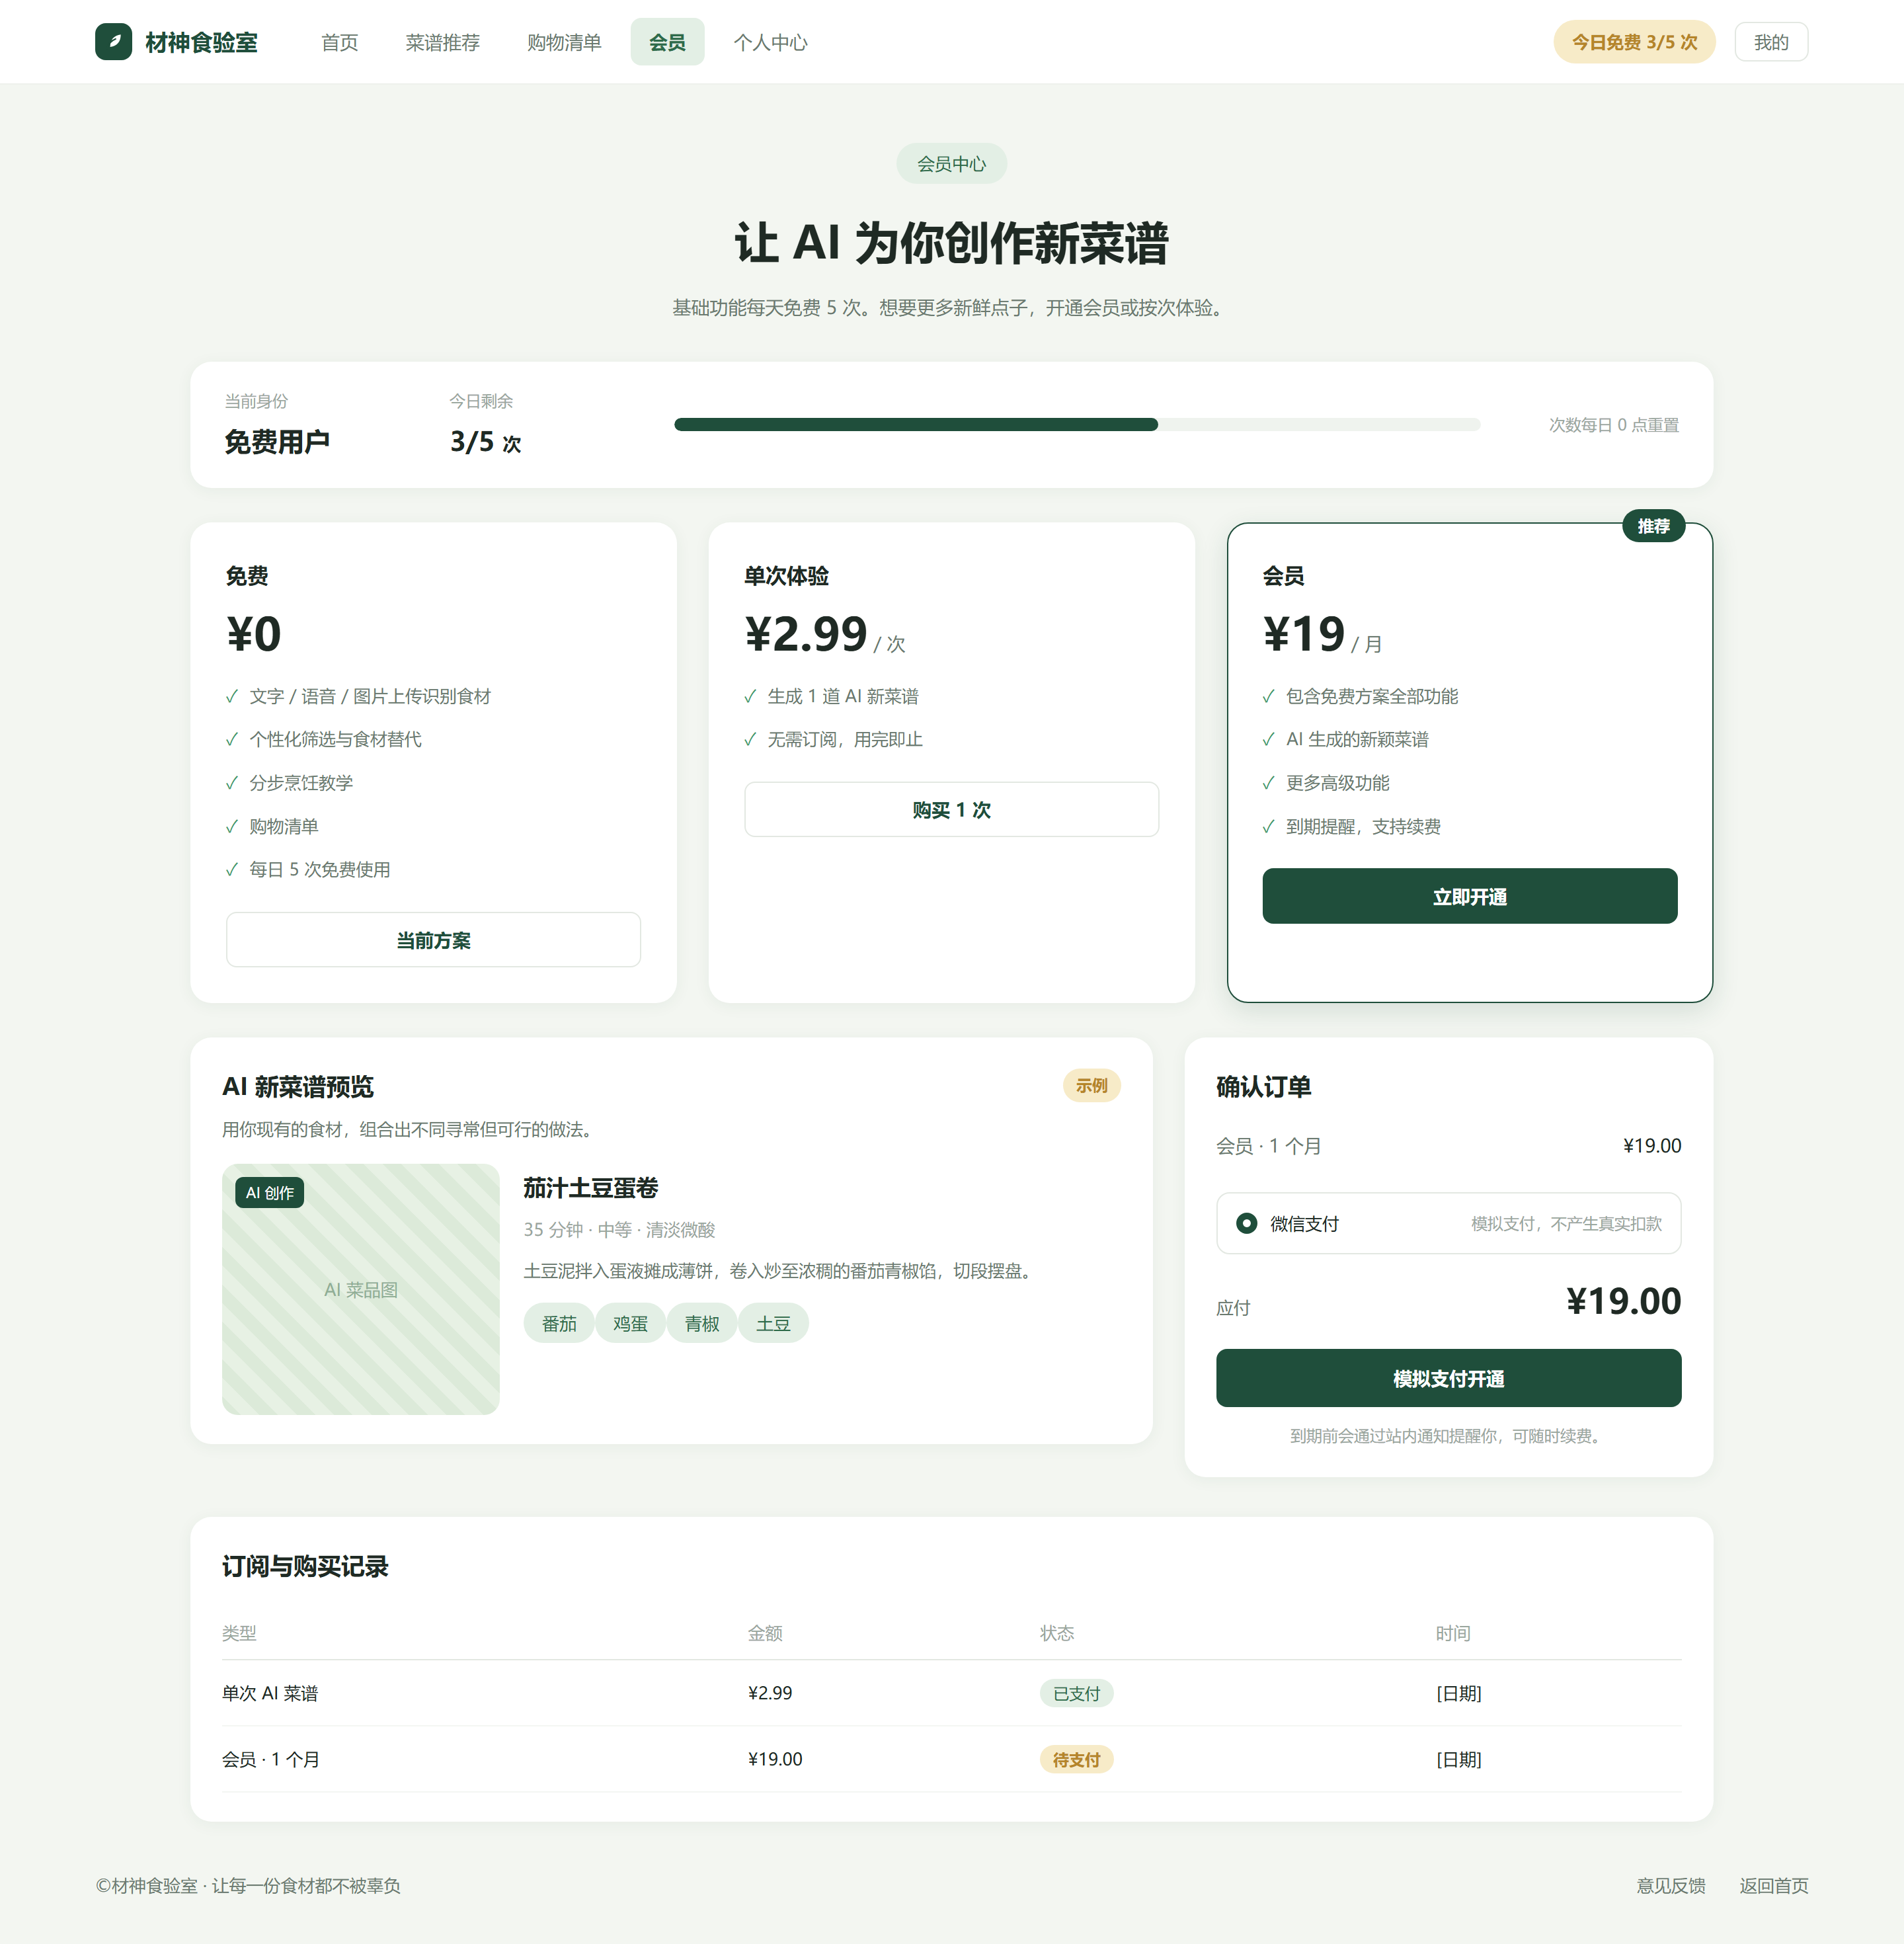 材神食验室
首页
菜谱推荐
购物清单
会员
个人中心
今日免费 3/5 次
我的
会员中心
让 AI 为你创作新菜谱
基础功能每天免费 5 次。想要更多新鲜点子，开通会员或按次体验。
当前身份
免费用户
今日剩余
3/5 次
次数每日 0 点重置
免费
¥0
✓ 文字 / 语音 / 图片上传识别食材
✓ 个性化筛选与食材替代
✓ 分步烹饪教学
✓ 购物清单
✓ 每日 5 次免费使用
当前方案
单次体验
¥2.99 / 次
✓ 生成 1 道 AI 新菜谱
✓ 无需订阅，用完即止
购买 1 次
推荐
会员
¥19 / 月
✓ 包含免费方案全部功能
✓ AI 生成的新颖菜谱
✓ 更多高级功能
✓ 到期提醒，支持续费
立即开通
AI 新菜谱预览
示例
用你现有的食材，组合出不同寻常但可行的做法。
AI 创作
AI 菜品图
茄汁土豆蛋卷
35 分钟 · 中等 · 清淡微酸
土豆泥拌入蛋液摊成薄饼，卷入炒至浓稠的番茄青椒馅，切段摆盘。
番茄
鸡蛋
青椒
土豆
确认订单
会员 · 1 个月 ¥19.00
微信支付 模拟支付，不产生真实扣款
应付 ¥19.00
模拟支付开通
到期前会通过站内通知提醒你，可随时续费。
订阅与购买记录
类型 金额 状态 时间
单次 AI 菜谱 ¥2.99 已支付 [日期]
会员 · 1 个月 ¥19.00 待支付 [日期]
©材神食验室 · 让每一份食材都不被辜负
意见反馈
返回首页